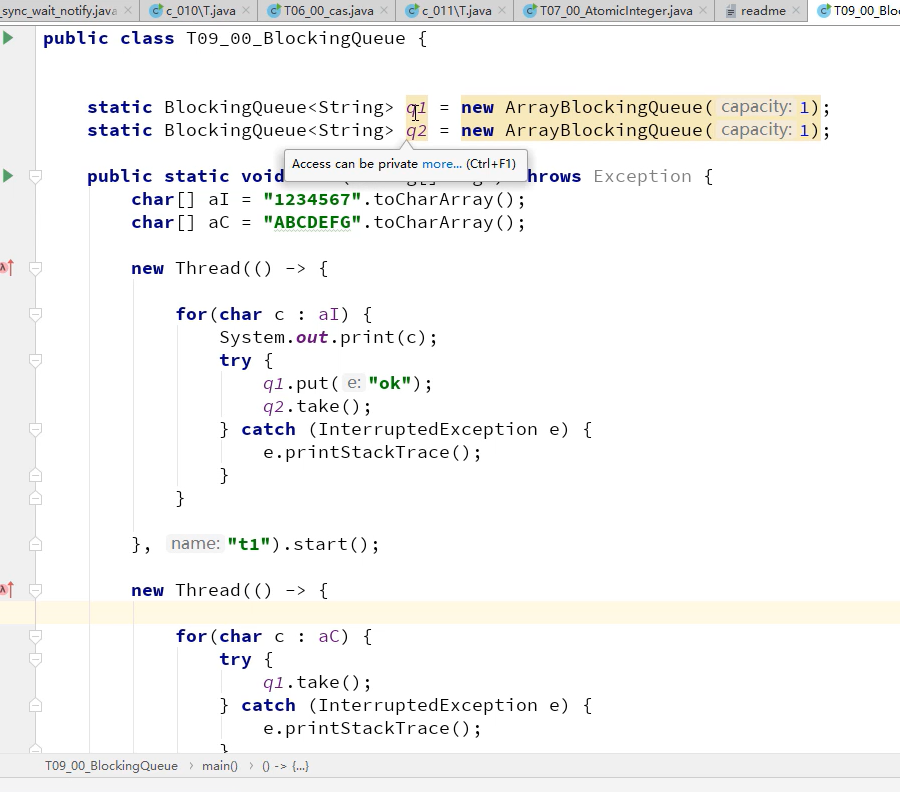 _sync_wait_notify.java c_010\T.java T06_00_cas.java c_011\T.java T07_00_AtomicInteger.java readme T09_00_Blo
public class T09_00_BlockingQueue {
static BlockingQueue<String> q1 = new ArrayBlockingQueue( capacity: 1);
static BlockingQueue<String> q2 = new ArrayBlockingQueue( capacity: 1);
Access can be private more... (Ctrl+F1)
public static void throws Exception {
char[] aI = "1234567".toCharArray();
char[] aC = "ABCDEFG".toCharArray();
new Thread(() -> {
for(char c : aI) {
System.out.print(c);
try {
q1.put( e: "ok");
q2.take();
} catch (InterruptedException e) {
e.printStackTrace();
}
}
}, name: "t1").start();
new Thread(() -> {
for(char c : aC) {
try {
q1.take();
} catch (InterruptedException e) {
e.printStackTrace();
}
T09_00_BlockingQueue › main() › () -> {...}